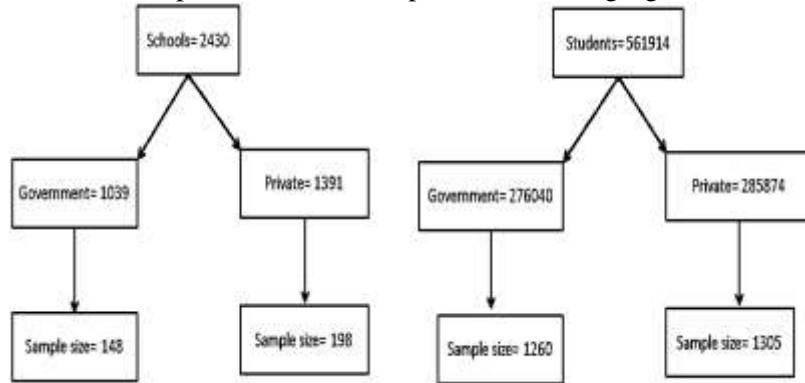 Schools= 2430
Students= 561914
Government= 1039
Private= 1391
Government= 276040
Private= 285874
Sample size= 148
Sample size= 198
Sample size= 1260
Sample size= 1305